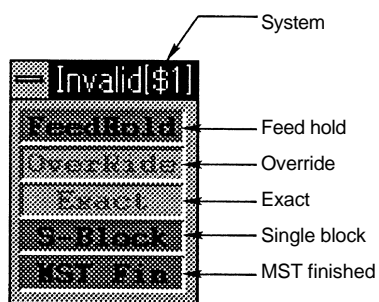 System
Invalid[$1]
FeedHold Feed hold
OverRide Override
Exact Exact
S-Block Single block
MST Fin MST finished